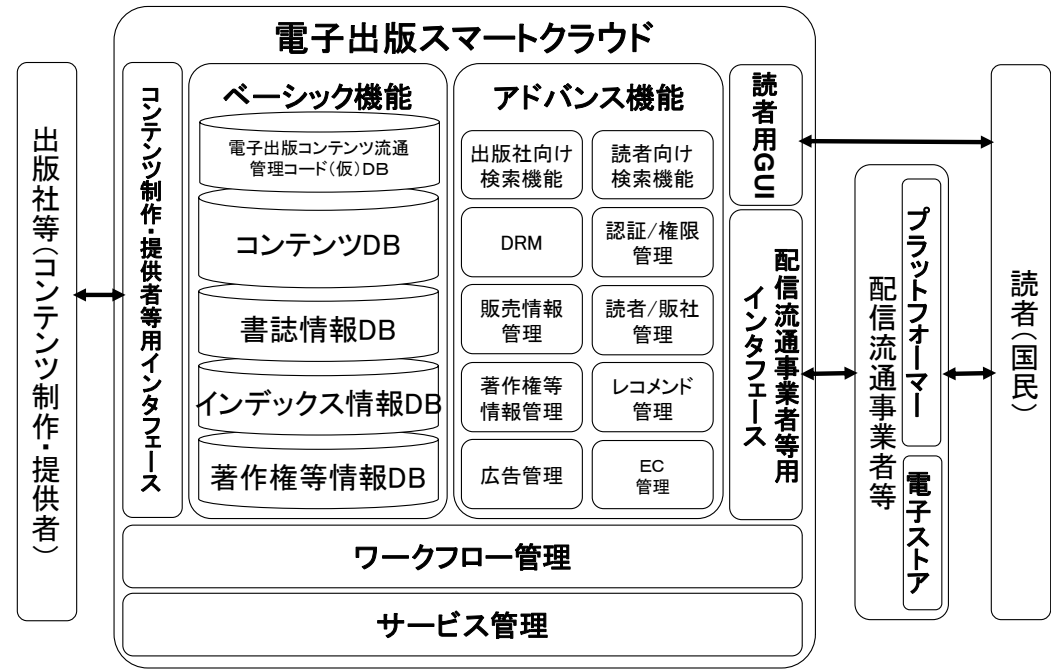 電子出版スマートクラウド
出版社等（コンテンツ制作・提供者）
コンテンツ制作・提供者等用インタフェース
ベーシック機能
電子出版コンテンツ流通
管理コード（仮）DB
コンテンツDB
書誌情報DB
インデックス情報DB
著作権等情報DB
アドバンス機能
出版社向け
検索機能
読者向け
検索機能
DRM
認証/権限
管理
販売情報
管理
読者/販社
管理
著作権等
情報管理
レコメンド
管理
広告管理
EC
管理
読者用GUI
配信流通事業者等用
インタフェース
ワークフロー管理
サービス管理
配信流通事業者等
プラットフォーマー
電子ストア
読者（国民）